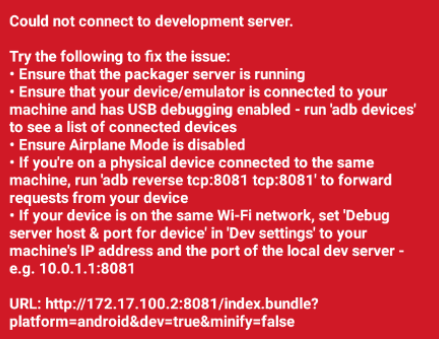 Could not connect to development server.
Try the following to fix the issue:
• Ensure that the packager server is running
• Ensure that your device/emulator is connected to your
machine and has USB debugging enabled - run 'adb devices'
to see a list of connected devices
• Ensure Airplane Mode is disabled
• If you're on a physical device connected to the same
machine, run 'adb reverse tcp:8081 tcp:8081' to forward
requests from your device
• If your device is on the same Wi-Fi network, set 'Debug
server host & port for device' in 'Dev settings' to your
machine's IP address and the port of the local dev server -
e.g. 10.0.1.1:8081
URL: http://172.17.100.2:8081/index.bundle?
platform=android&dev=true&minify=false